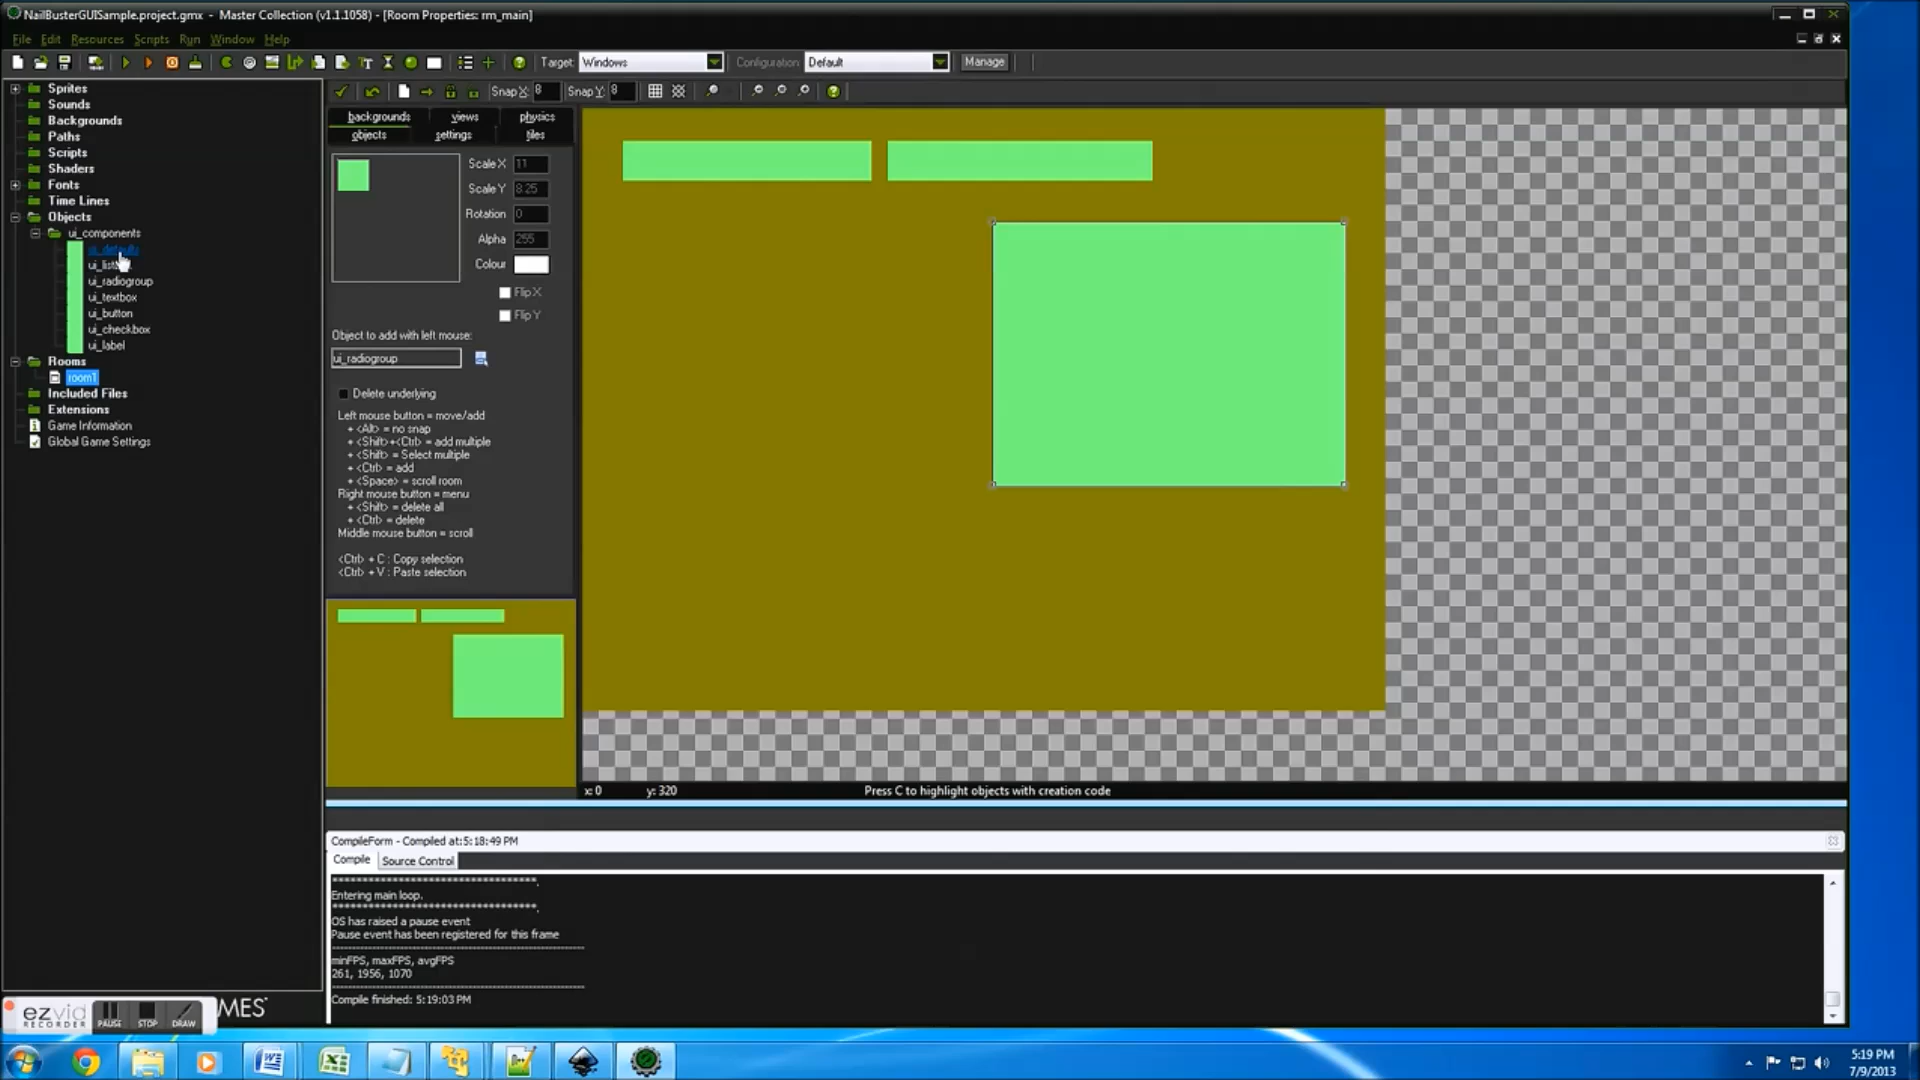 NailBusterGUISample.project.gmx - Master Collection (v1.1.1058) - [Room Properties: rm_main]
File Edit Resources Scripts Run Window Help
Target: Windows Configuration: Default Manage
Sprites
Sounds
Backgrounds
Paths
Scripts
Shaders
Fonts
Time Lines
Objects
ui_components
ui_radiogroup
ui_textbox
ui_button
ui_checkbox
ui_label
Rooms
room1
Included Files
Extensions
Game Information
Global Game Settings
Snap X: 8 Snap Y: 8
backgrounds views physics
objects settings tiles
Scale X 11
Scale Y 8.25
Rotation 0
Alpha 255
Colour
Flip X
Flip Y
Object to add with left mouse:
ui_radiogroup
Delete underlying
Left mouse button = move/add
+ <Alt> = no snap
+ <Shift>+<Ctrl> = add multiple
+ <Shift> = Select multiple
+ <Ctrl> = add
+ <Space> = scroll room
Right mouse button = menu
+ <Shift> = delete all
+ <Ctrl> = delete
Middle mouse button = scroll
<Ctrl> + C : Copy selection
<Ctrl> + V : Paste selection
x: 0 y: 320 Press C to highlight objects with creation code
CompileForm - Compiled at:5:18:49 PM
Compile Source Control
Entering main loop.
OS has raised a pause event
Pause event has been registered for this frame
minFPS, maxFPS, avgFPS
261, 1956, 1070
Compile finished: 5:19:03 PM
ezvid
RECORDER
PAUSE STOP DRAW
MES
5:19 PM
7/9/2013